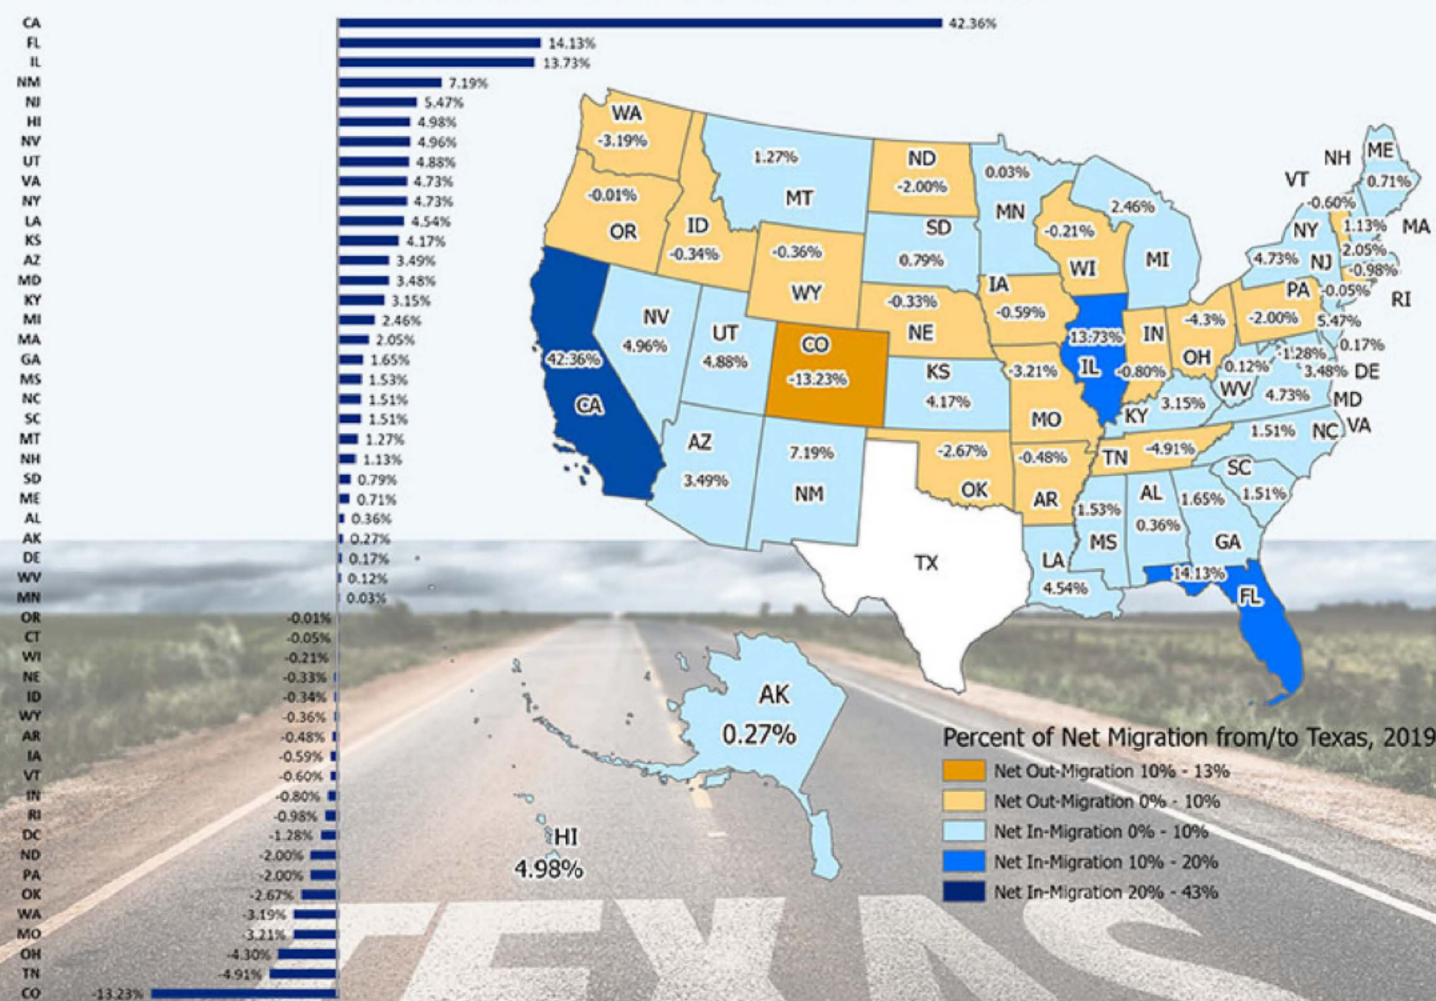 CA 42.36%
FL 14.13%
IL 13.73%
NM 7.19%
NJ 5.47%
HI 4.98%
NV 4.96%
UT 4.88%
VA 4.73%
NY 4.73%
LA 4.54%
KS 4.17%
AZ 3.49%
MD 3.48%
KY 3.15%
MI 2.46%
MA 2.05%
GA 1.65%
MS 1.53%
NC 1.51%
SC 1.51%
MT 1.27%
NH 1.13%
SD 0.79%
ME 0.71%
AL 0.36%
AK 0.27%
DE 0.17%
WV 0.12%
MN 0.03%
OR -0.01%
CT -0.05%
WI -0.21%
NE -0.33%
ID -0.34%
WY -0.36%
AR -0.48%
IA -0.59%
VT -0.60%
IN -0.80%
RI -0.98%
DC -1.28%
ND -2.00%
PA -2.00%
OK -2.67%
WA -3.19%
MO -3.21%
OH -4.30%
TN -4.91%
CO -13.23%
WA
-3.19%
-0.01%
OR
ID
-0.34%
1.27%
MT
-0.36%
WY
ND
-2.00%
SD
0.79%
-0.33%
NE
KS
4.17%
0.03%
MN
IA
-0.59%
-0.21%
WI
2.46%
MI
42.36%
CA
NV
4.96%
UT
4.88%
CO
-13.23%
AZ
3.49%
7.19%
NM
-2.67%
OK
TX
-3.21%
MO
-0.48%
AR
LA
4.54%
13.73%
IL
IN
-0.80%
-4.3%
OH
KY
3.15%
TN
-4.91%
1.53%
MS
AL
0.36%
1.65%
GA
14.13%
FL
SC
1.51%
1.51%
NC
VA
4.73%
0.12%
WV
-1.28%
3.48%
MD
0.17%
DE
PA
-2.00%
5.47%
NJ
NY
4.73%
VT
-0.60%
NH
1.13%
ME
0.71%
MA
2.05%
-0.98%
RI
-0.05%
AK
0.27%
HI
4.98%
Percent of Net Migration from/to Texas, 2019
Net Out-Migration 10% - 13%
Net Out-Migration 0% - 10%
Net In-Migration 0% - 10%
Net In-Migration 10% - 20%
Net In-Migration 20% - 43%
TEXAS